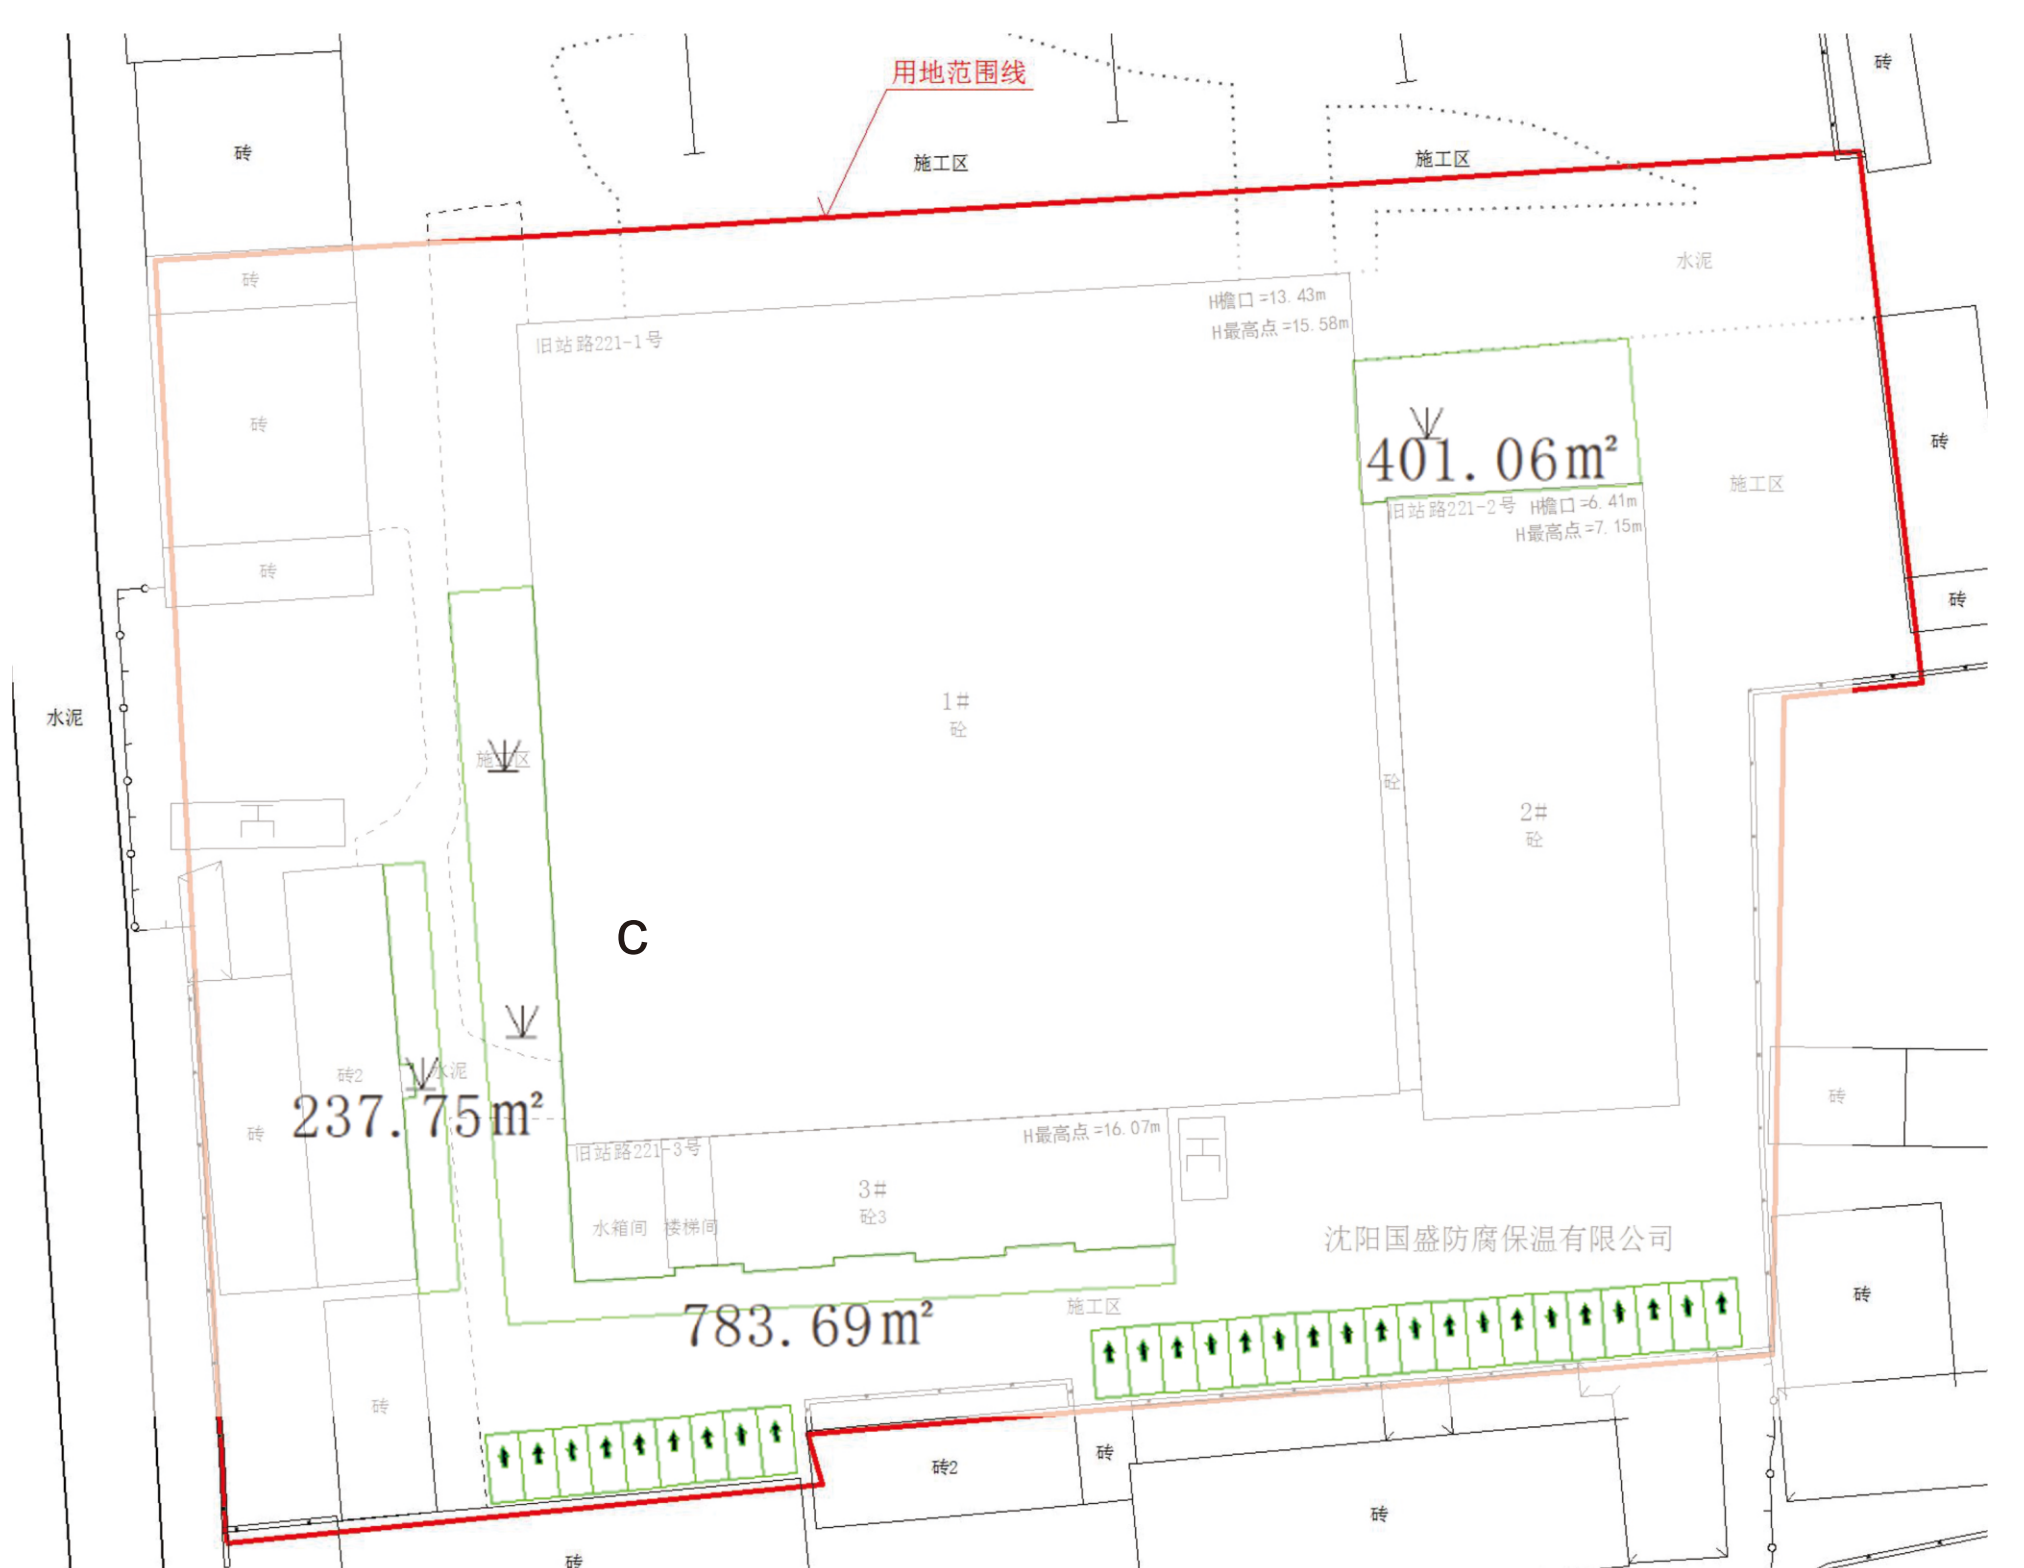 砖
用地范围线
砖
施工区
施工区
水泥
砖
H檐口=13.43m
H最高点=15.58m
旧站路221-1号
砖
401.06m²
砖
施工区
旧站路221-2号
H檐口=6.41m
H最高点=7.15m
砖
砖
1#
砼
水泥
施工区
砼
2#
砼
C
砖2
水泥
237.75m²
砖
砖
旧站路221-3号
H最高点=16.07m
3#
砼3
水箱间
楼梯间
沈阳国盛防腐保温有限公司
783.69m²
施工区
砖
砖
砖2
砖
砖
砖